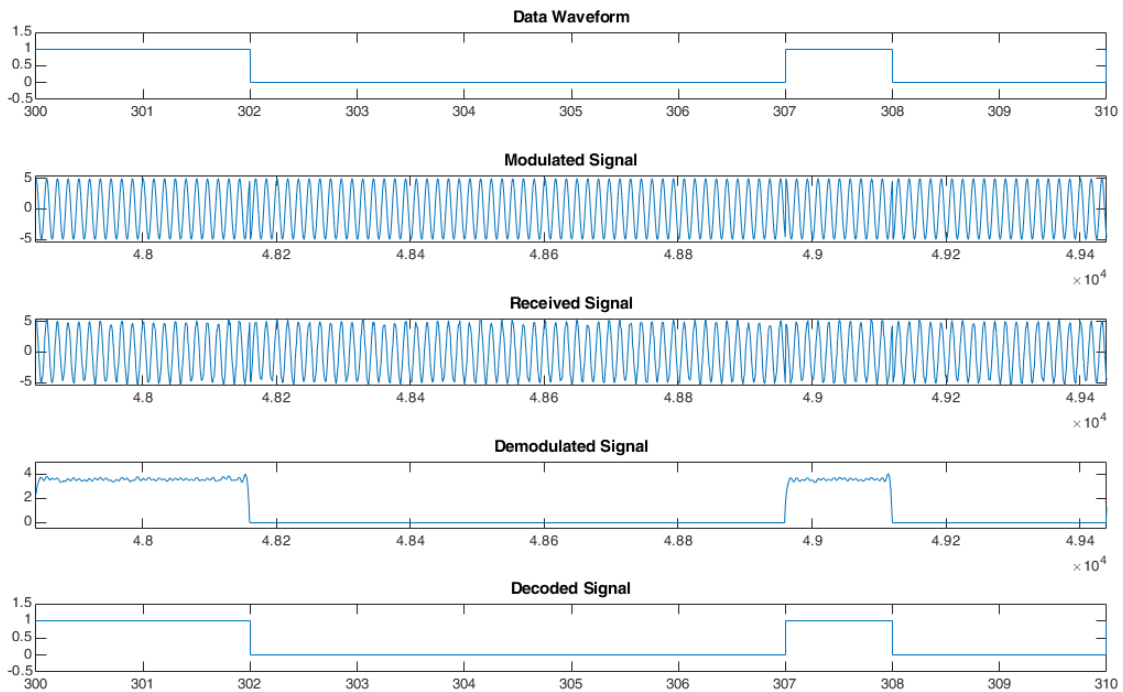 Data Waveform
1.5
1
0.5
0
-0.5
300 301 302 303 304 305 306 307 308 309 310
Modulated Signal
5
0
-5
4.8 4.82 4.84 4.86 4.88 4.9 4.92 4.94
× 10^4
Received Signal
5
0
-5
4.8 4.82 4.84 4.86 4.88 4.9 4.92 4.94
× 10^4
Demodulated Signal
4
2
0
4.8 4.82 4.84 4.86 4.88 4.9 4.92 4.94
× 10^4
Decoded Signal
1.5
1
0.5
0
-0.5
300 301 302 303 304 305 306 307 308 309 310